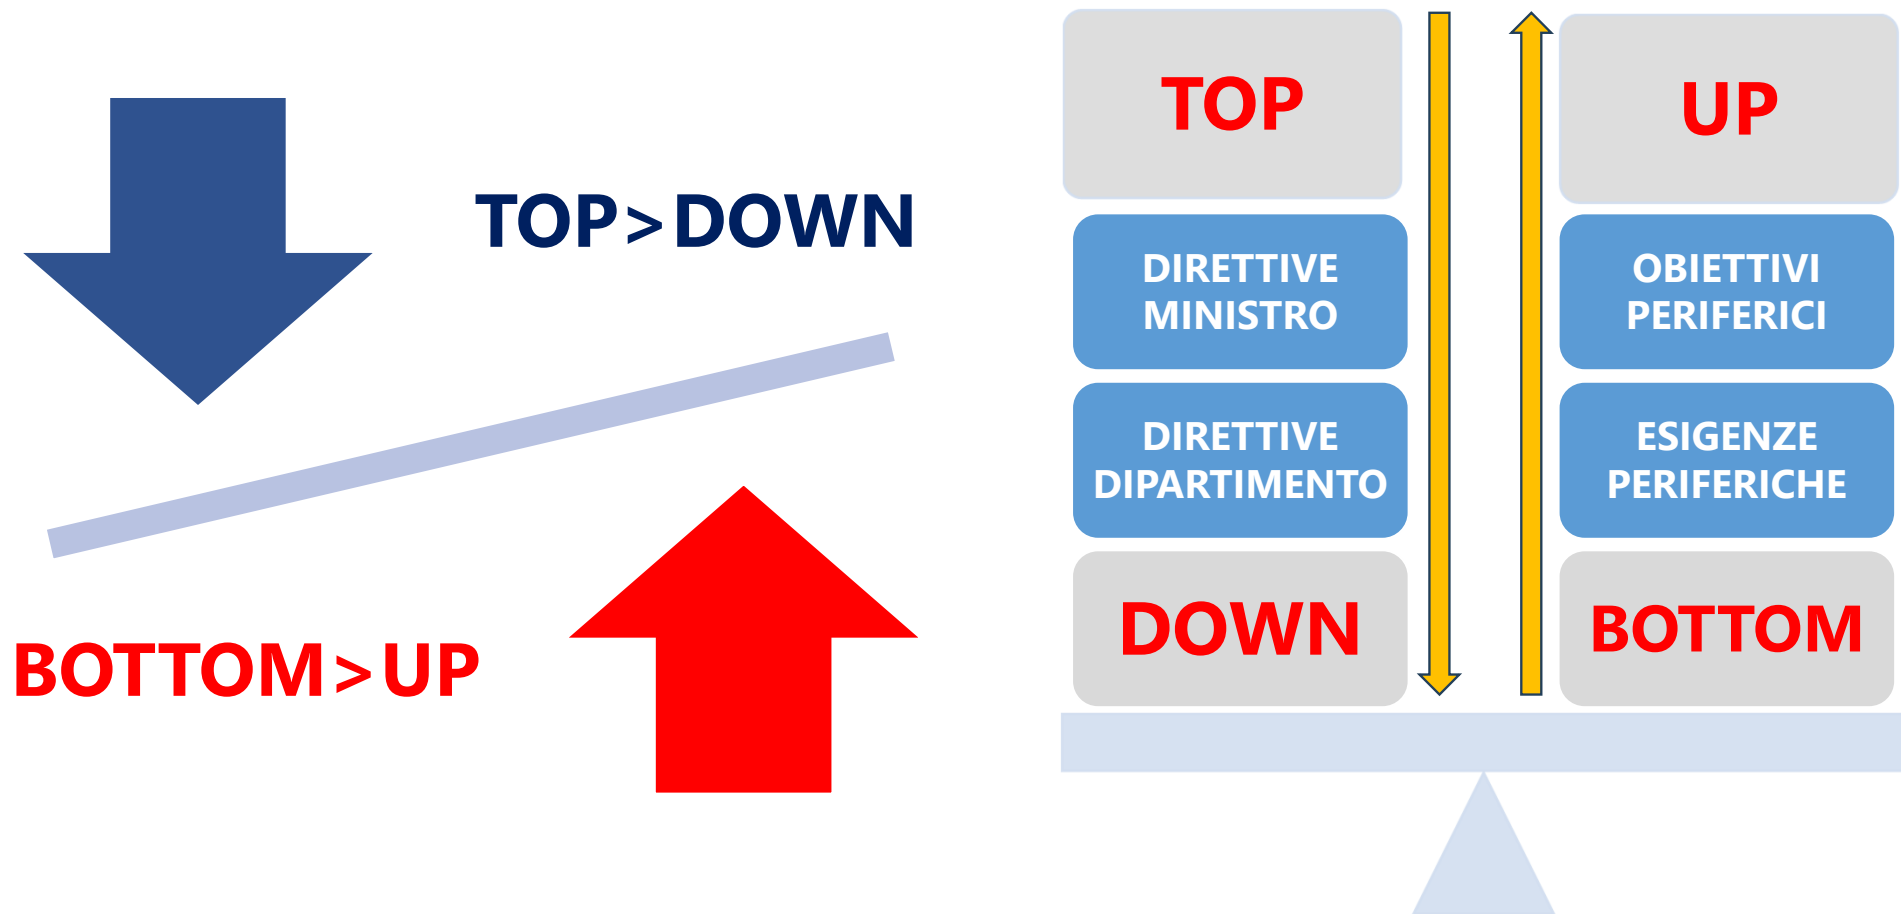 TOP>DOWN
BOTTOM>UP
TOP
DIRETTIVE
MINISTRO
DIRETTIVE
DIPARTIMENTO
DOWN
UP
OBIETTIVI
PERIFERICI
ESIGENZE
PERIFERICHE
BOTTOM